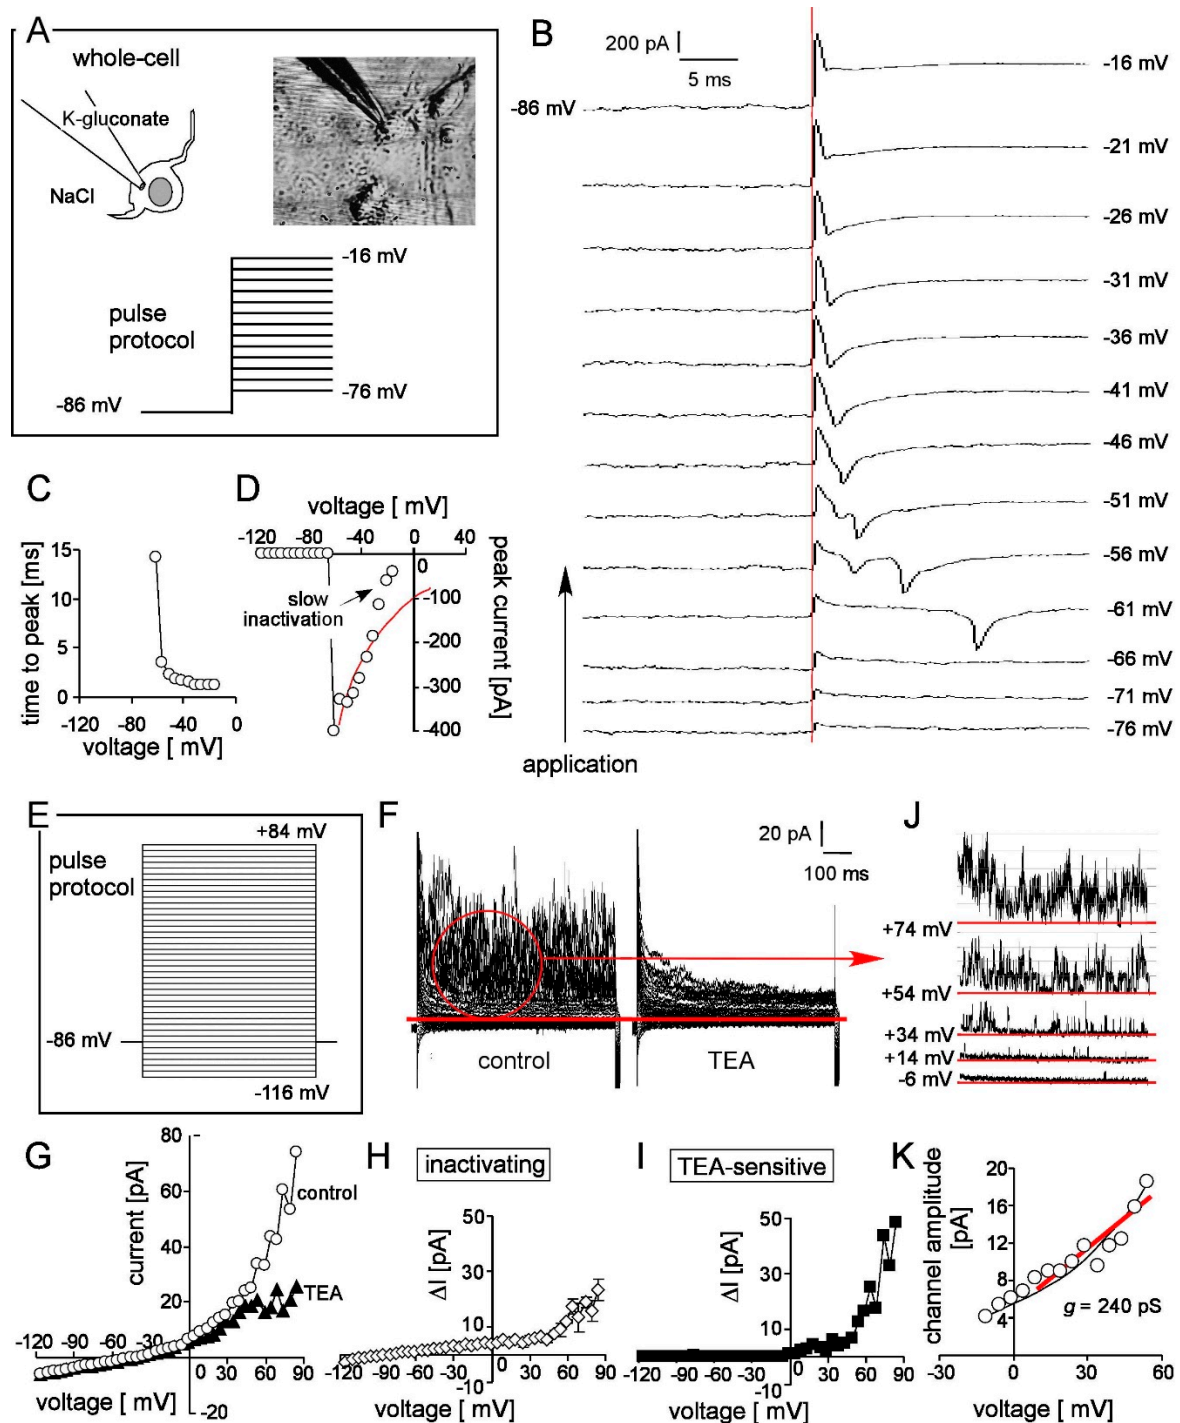 A
whole-cell
K-gluconate
NaCl
-16 mV
pulse
protocol
-86 mV
-76 mV
B
200 pA
5 ms
-86 mV
-16 mV
-21 mV
-26 mV
-31 mV
-36 mV
-41 mV
-46 mV
-51 mV
-56 mV
-61 mV
-66 mV
-71 mV
-76 mV
application
C
time to peak [ms]
15
10
5
0
-120 -80 -40 0
voltage [ mV]
D
voltage [ mV]
-120 -80 -40 0 40
0
-100
-200
-300
-400
peak current [pA]
slow
inactivation
E
pulse
protocol
+84 mV
-86 mV
-116 mV
F
20 pA
100 ms
control
TEA
J
+74 mV
+54 mV
+34 mV
+14 mV
-6 mV
G
current [pA]
80
60
40
20
-20
control
TEA
-120 -90 -60 -30 0 30 60 90
voltage [ mV]
H
inactivating
ΔI [pA]
50
30
10
-10
-120 -90 -60 -30 0 30 60 90
voltage [ mV]
I
TEA-sensitive
ΔI [pA]
50
30
10
-10
-120 -90 -60 -30 0 30 60 90
voltage [ mV]
K
channel amplitude
[pA]
20
16
12
8
4
g = 240 pS
0 30 60
voltage [ mV]